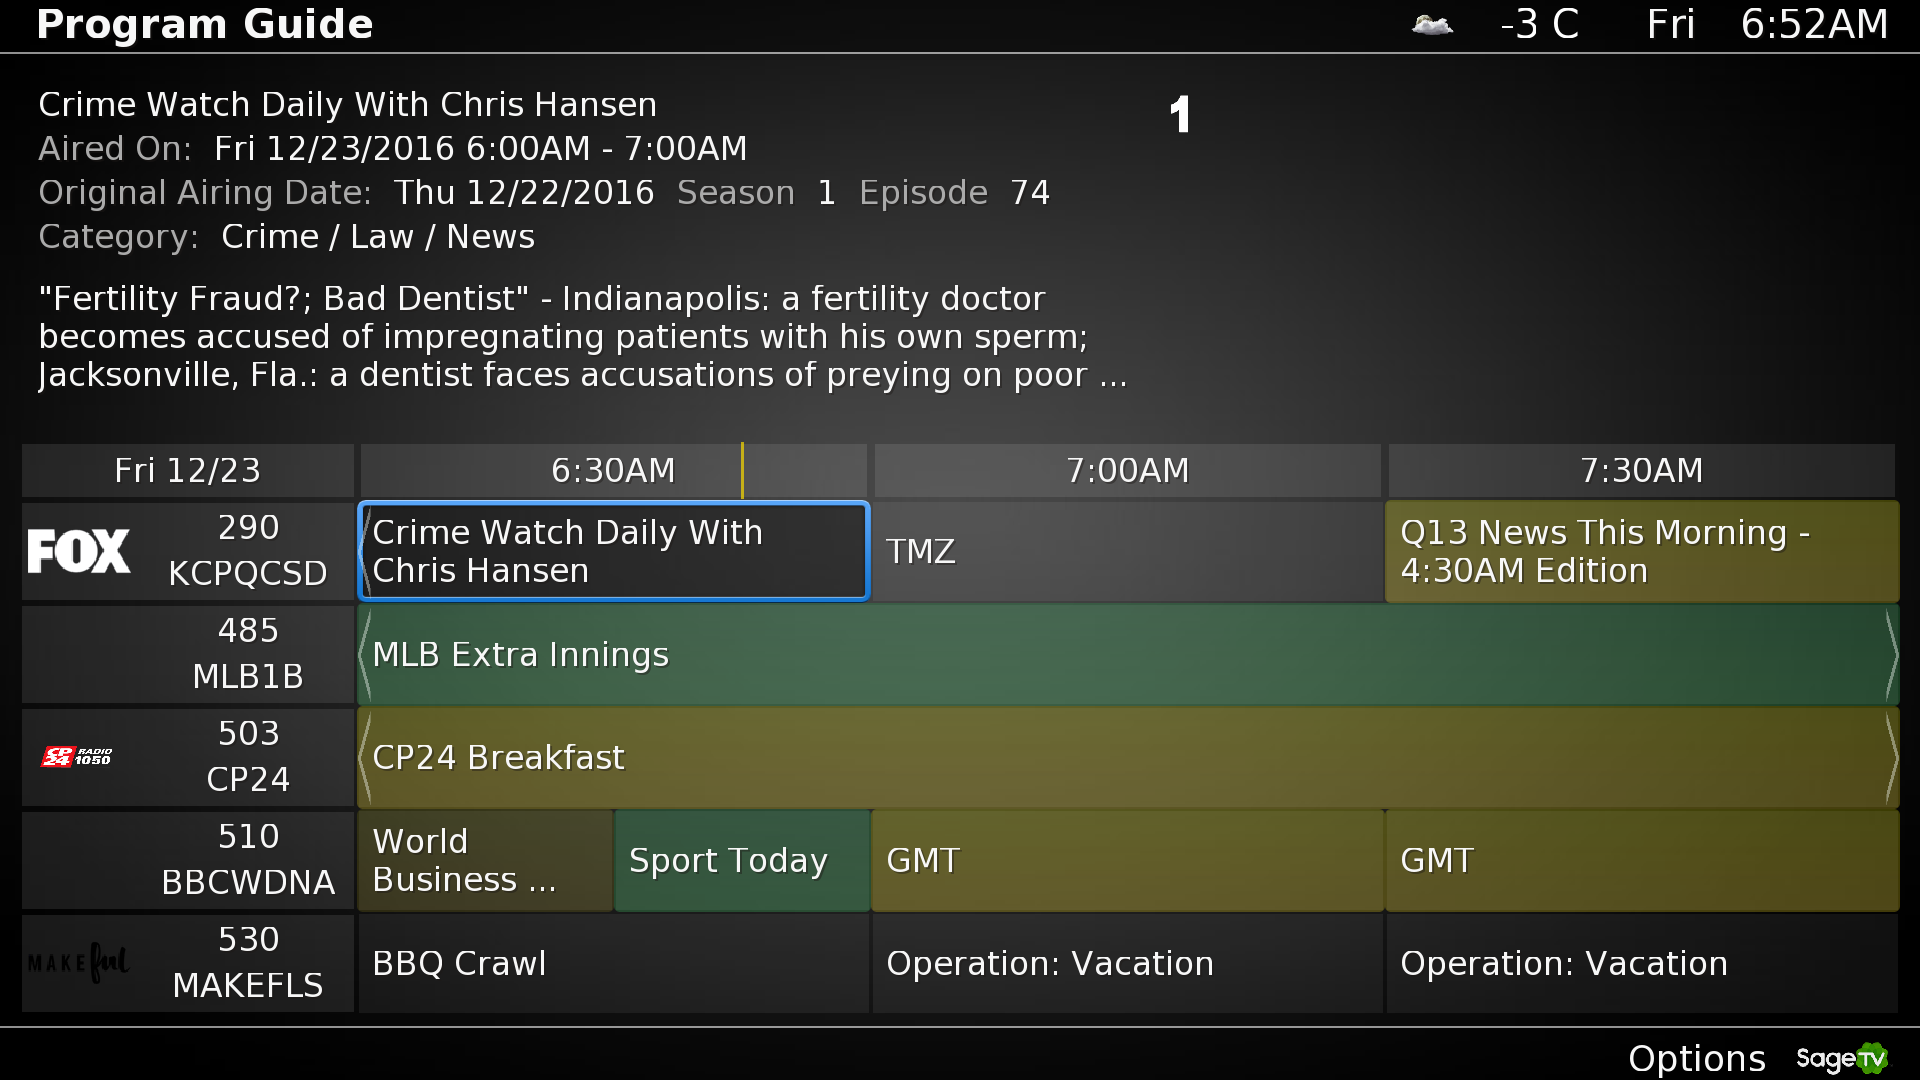 Program Guide
-3 C Fri 6:52AM
Crime Watch Daily With Chris Hansen
1
Aired On: Fri 12/23/2016 6:00AM - 7:00AM
Original Airing Date: Thu 12/22/2016 Season 1 Episode 74
Category: Crime / Law / News
"Fertility Fraud?; Bad Dentist" - Indianapolis: a fertility doctor
becomes accused of impregnating patients with his own sperm;
Jacksonville, Fla.: a dentist faces accusations of preying on poor ...
Fri 12/23 6:30AM 7:00AM 7:30AM
FOX
290
KCPQCSD
Crime Watch Daily With
Chris Hansen
TMZ
Q13 News This Morning -
4:30AM Edition
485
MLB1B
MLB Extra Innings
CP
24
RADIO
1050
503
CP24
CP24 Breakfast
510
BBCWDNA
World
Business ...
Sport Today
GMT
GMT
MAKEful
530
MAKEFLS
BBQ Crawl
Operation: Vacation
Operation: Vacation
Options
SageTV